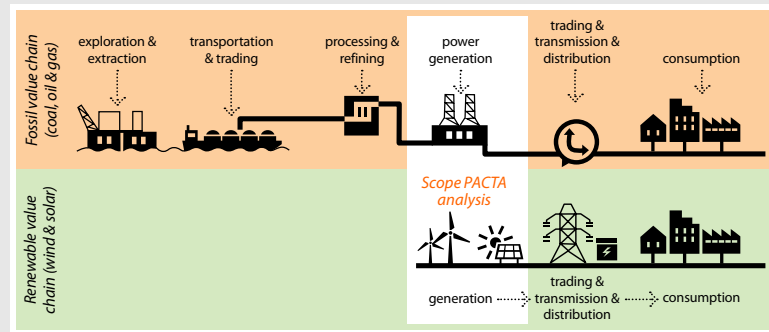 Fossil value chain
(coal, oil & gas)
exploration &
extraction
transportation
& trading
processing &
refining
power
generation
trading &
transmission &
distribution
consumption
Scope PACTA
analysis
Renewable value
chain (wind & solar)
generation
trading &
transmission &
distribution
consumption